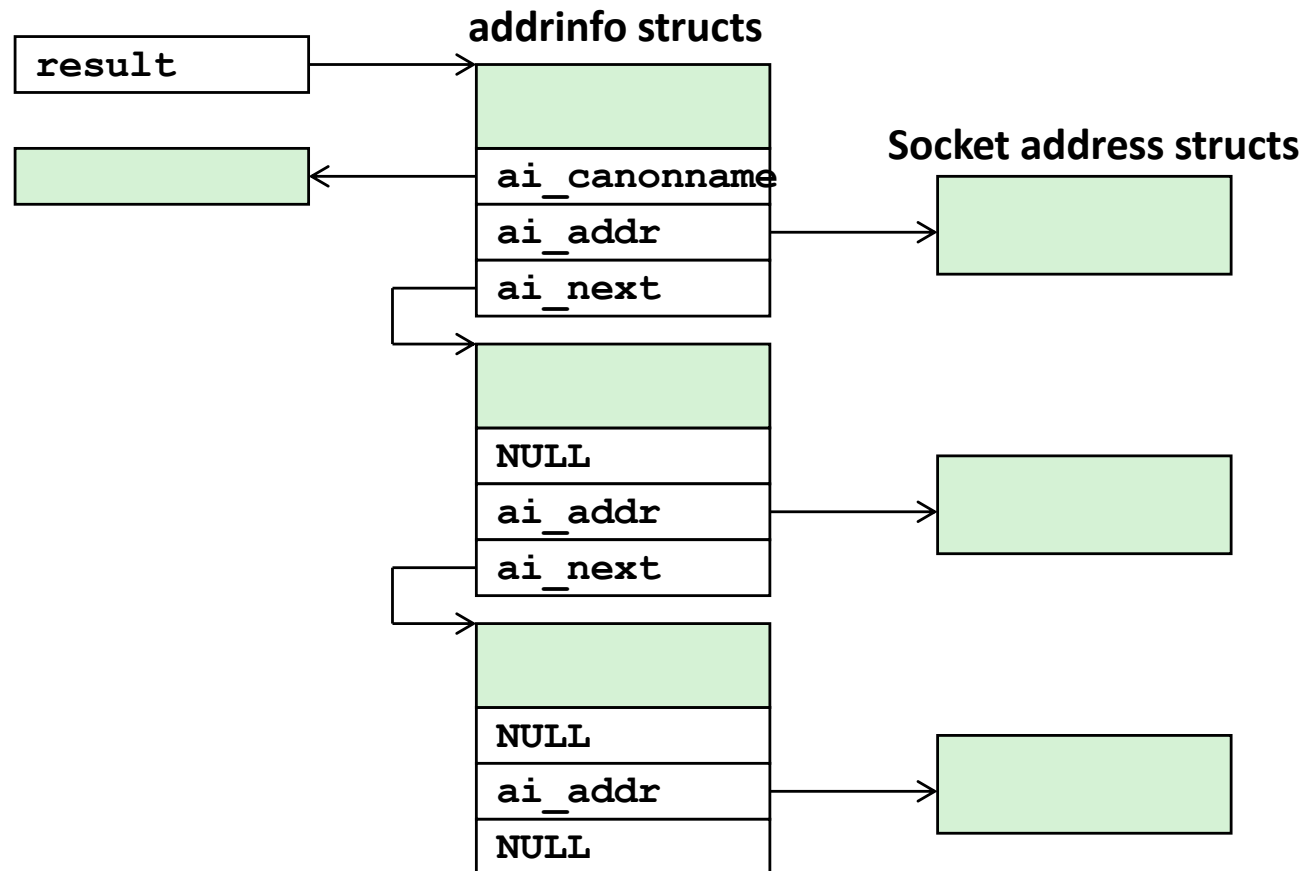 addrinfo structs
result
Socket address structs
ai_canonname
ai_addr
ai_next
NULL
ai_addr
ai_next
NULL
ai_addr
NULL